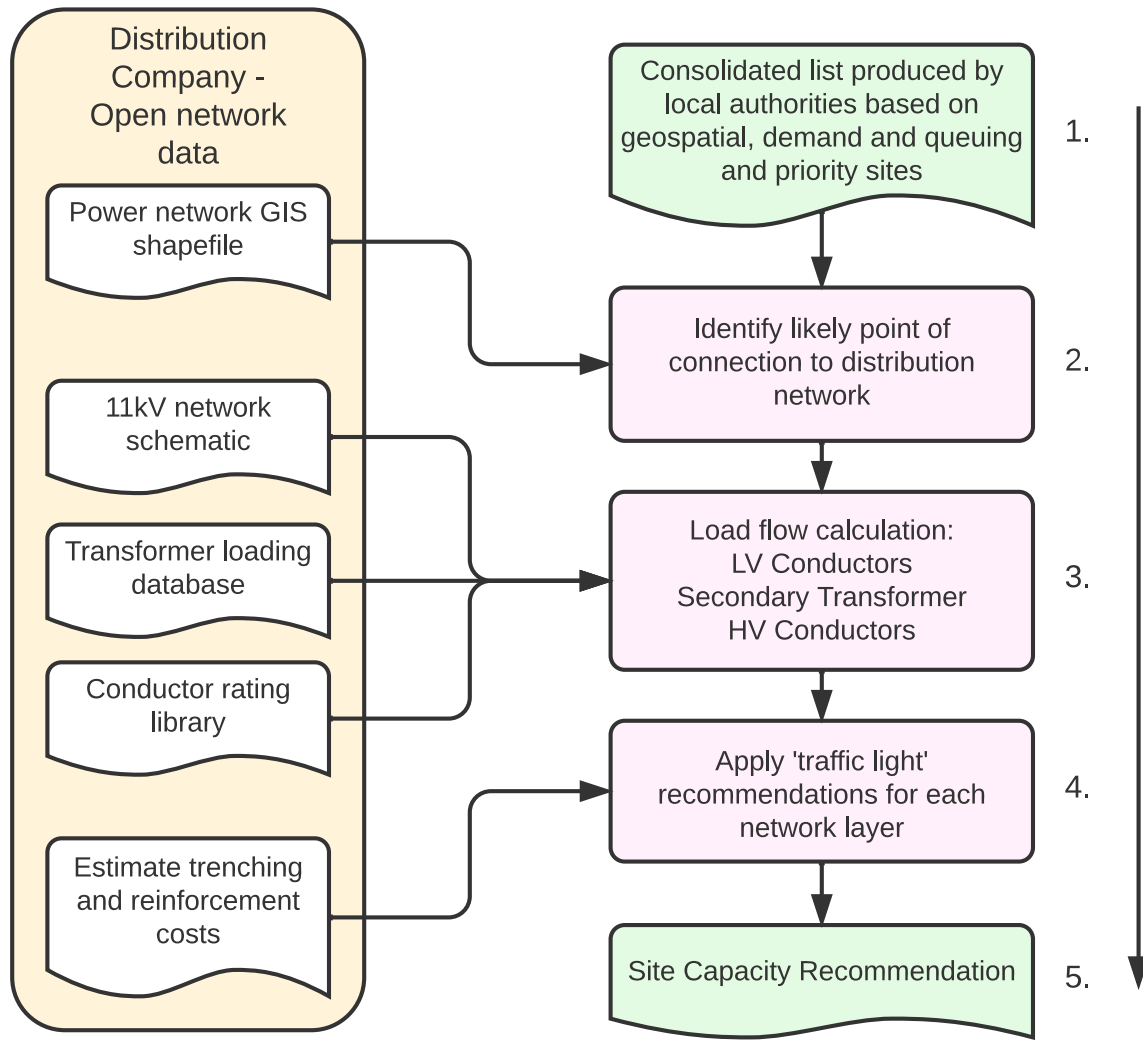 Distribution
Company -
Open network
data
Power network GIS
shapefile
11kV network
schematic
Transformer loading
database
Conductor rating
library
Estimate trenching
and reinforcement
costs
Consolidated list produced by
local authorities based on
geospatial, demand and queuing
and priority sites
1.
Identify likely point of
connection to distribution
network
2.
Load flow calculation:
LV Conductors
Secondary Transformer
HV Conductors
3.
Apply 'traffic light'
recommendations for each
network layer
4.
Site Capacity Recommendation
5.